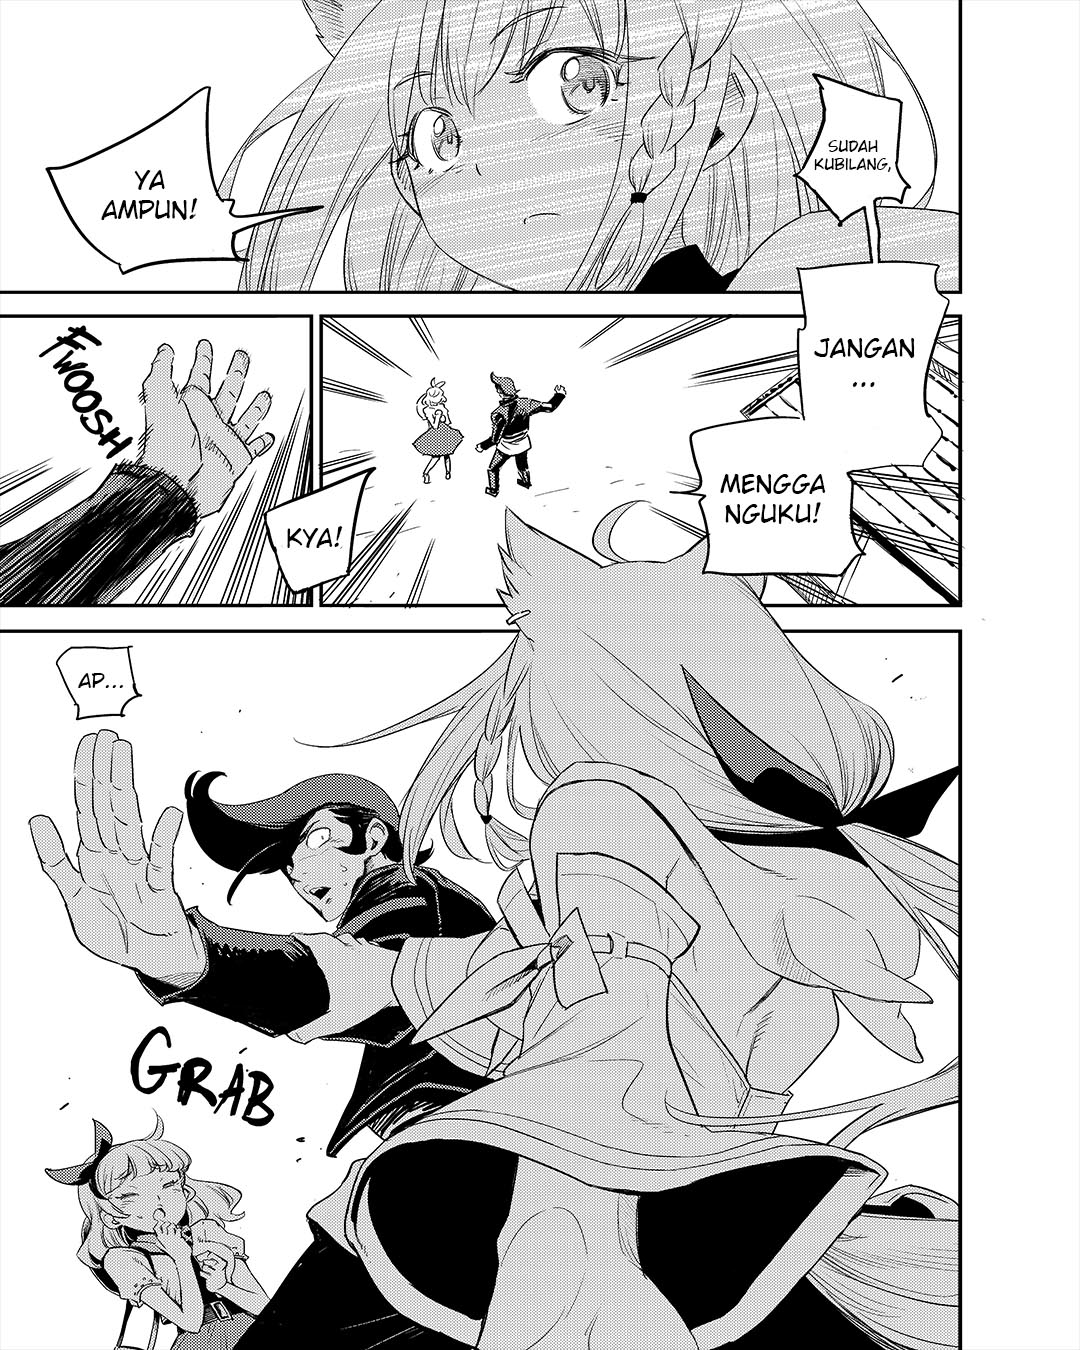 SUDAH
KUBILANG,
YA
AMPUN!
JANGAN
...
MENGGA
NGUKU!
FWOOSH
KYA!
AP...
GRAB